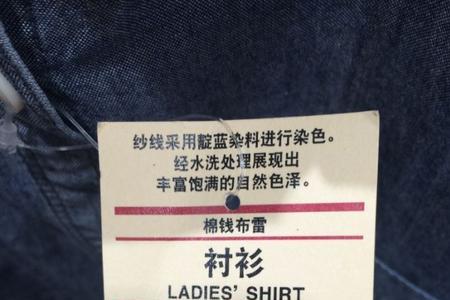 纱线采用靛蓝染料进行染色。
经水洗处理展现出
丰富饱满的自然色泽。
棉钱布雷
衬衫
LADIES' SHIRT